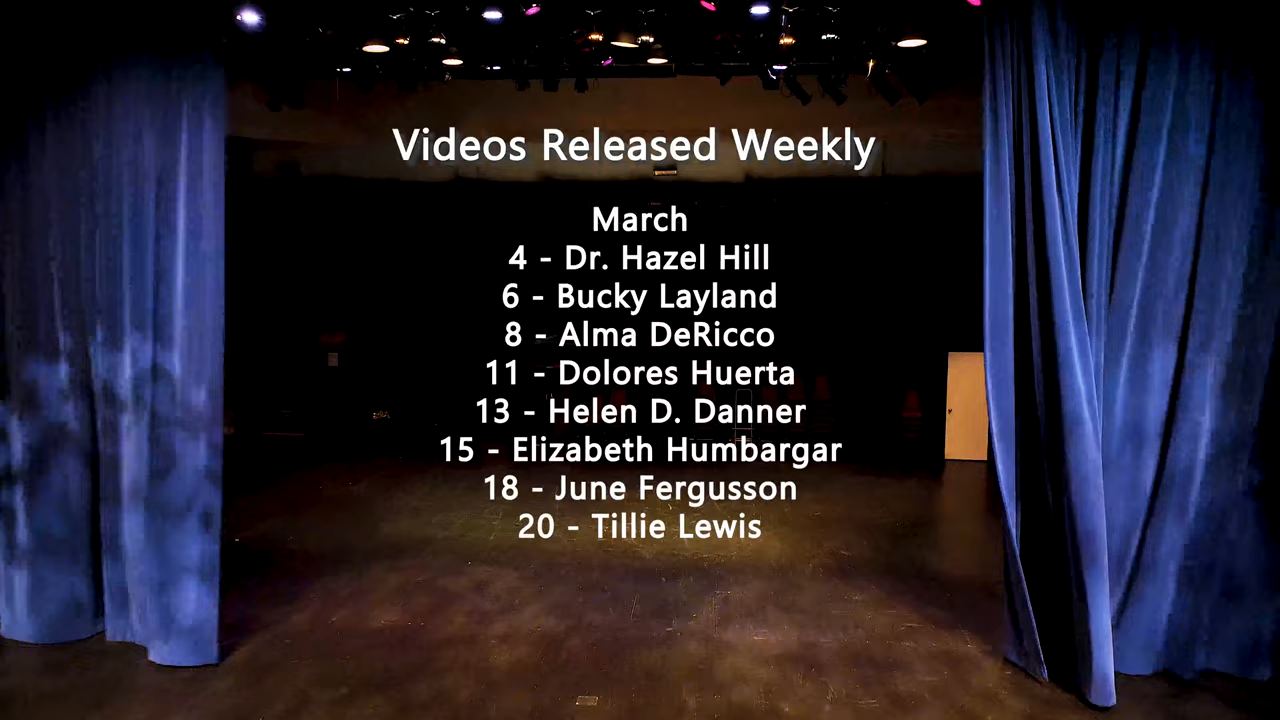 Videos Released Weekly
March
4 - Dr. Hazel Hill
6 - Bucky Layland
8 - Alma DeRicco
11 - Dolores Huerta
13 - Helen D. Danner
15 - Elizabeth Humbargar
18 - June Fergusson
20 - Tillie Lewis